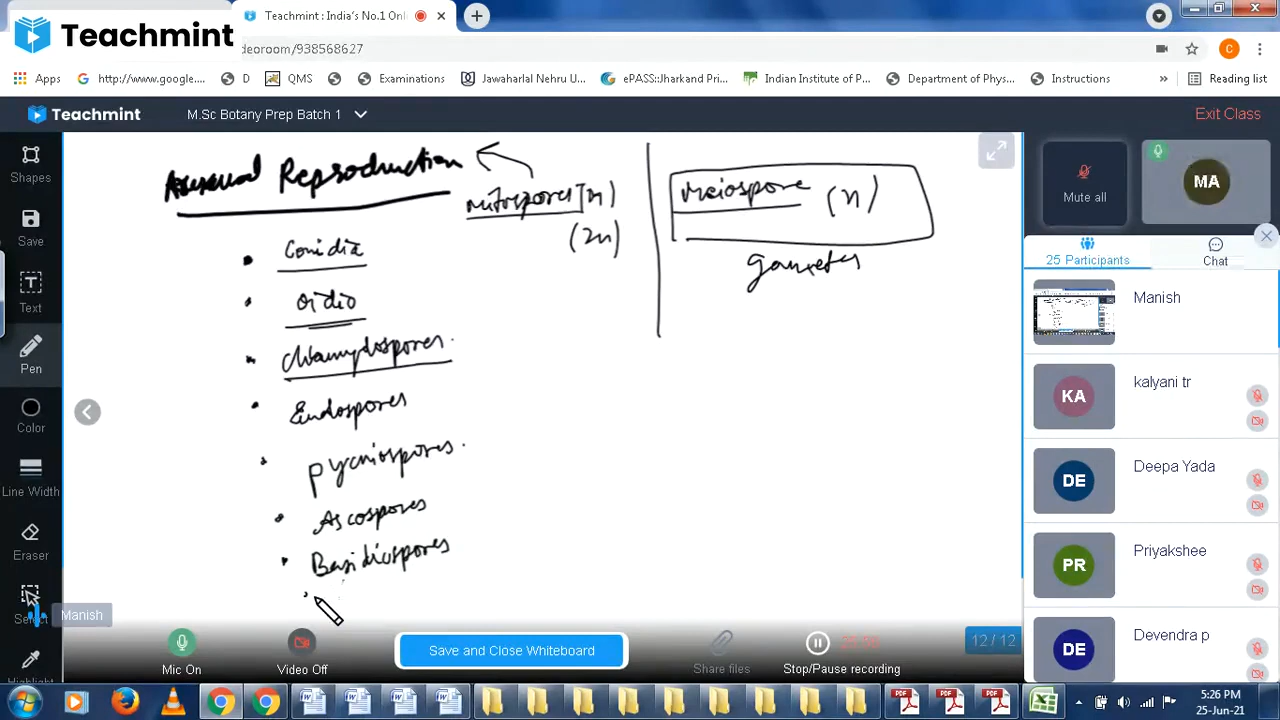 Teachmint
Teachmint : India's No.1 Onl
deoroom/938568627
C
Apps
http://www.google....
D
QMS
Examinations
Jawaharlal Nehru U...
ePASS::Jharkand Pri...
Indian Institute of P...
Department of Phys...
Instructions
»
Reading list
Teachmint
M.Sc Botany Prep Batch 1
Exit Class
Shapes
Save
Text
Pen
Color
Line Width
Eraser
Select
Highlight
Asexual Reproduction
mitospores (n)
(2n)
meiospore (n)
gametes
• Conidia
• oidio
• chlamydospores.
• Endospores
• pycniospores.
• Ascospores
• Basidiospores
Manish
Mute all
MA
25 Participants
Chat
Manish
KA
kalyani tr
DE
Deepa Yada
PR
Priyakshee
DE
Devendra p
Mic On
Video Off
Save and Close Whiteboard
Share files
Stop/Pause recording
12 / 12
5:26 PM
25-Jun-21